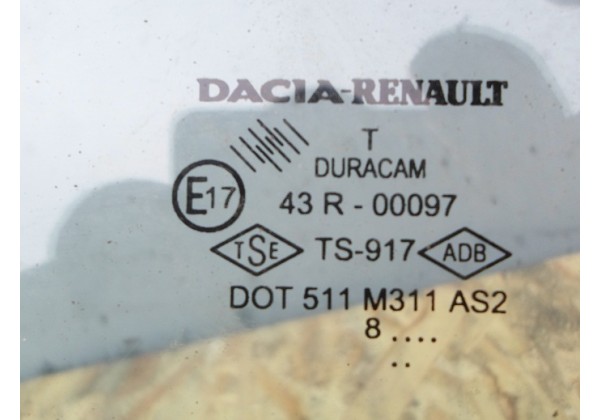 DACIA-RENAULT
T
DURACAM
E17 43 R - 00097
TSE TS-917 ADB
DOT 511 M311 AS2
8 ....
..